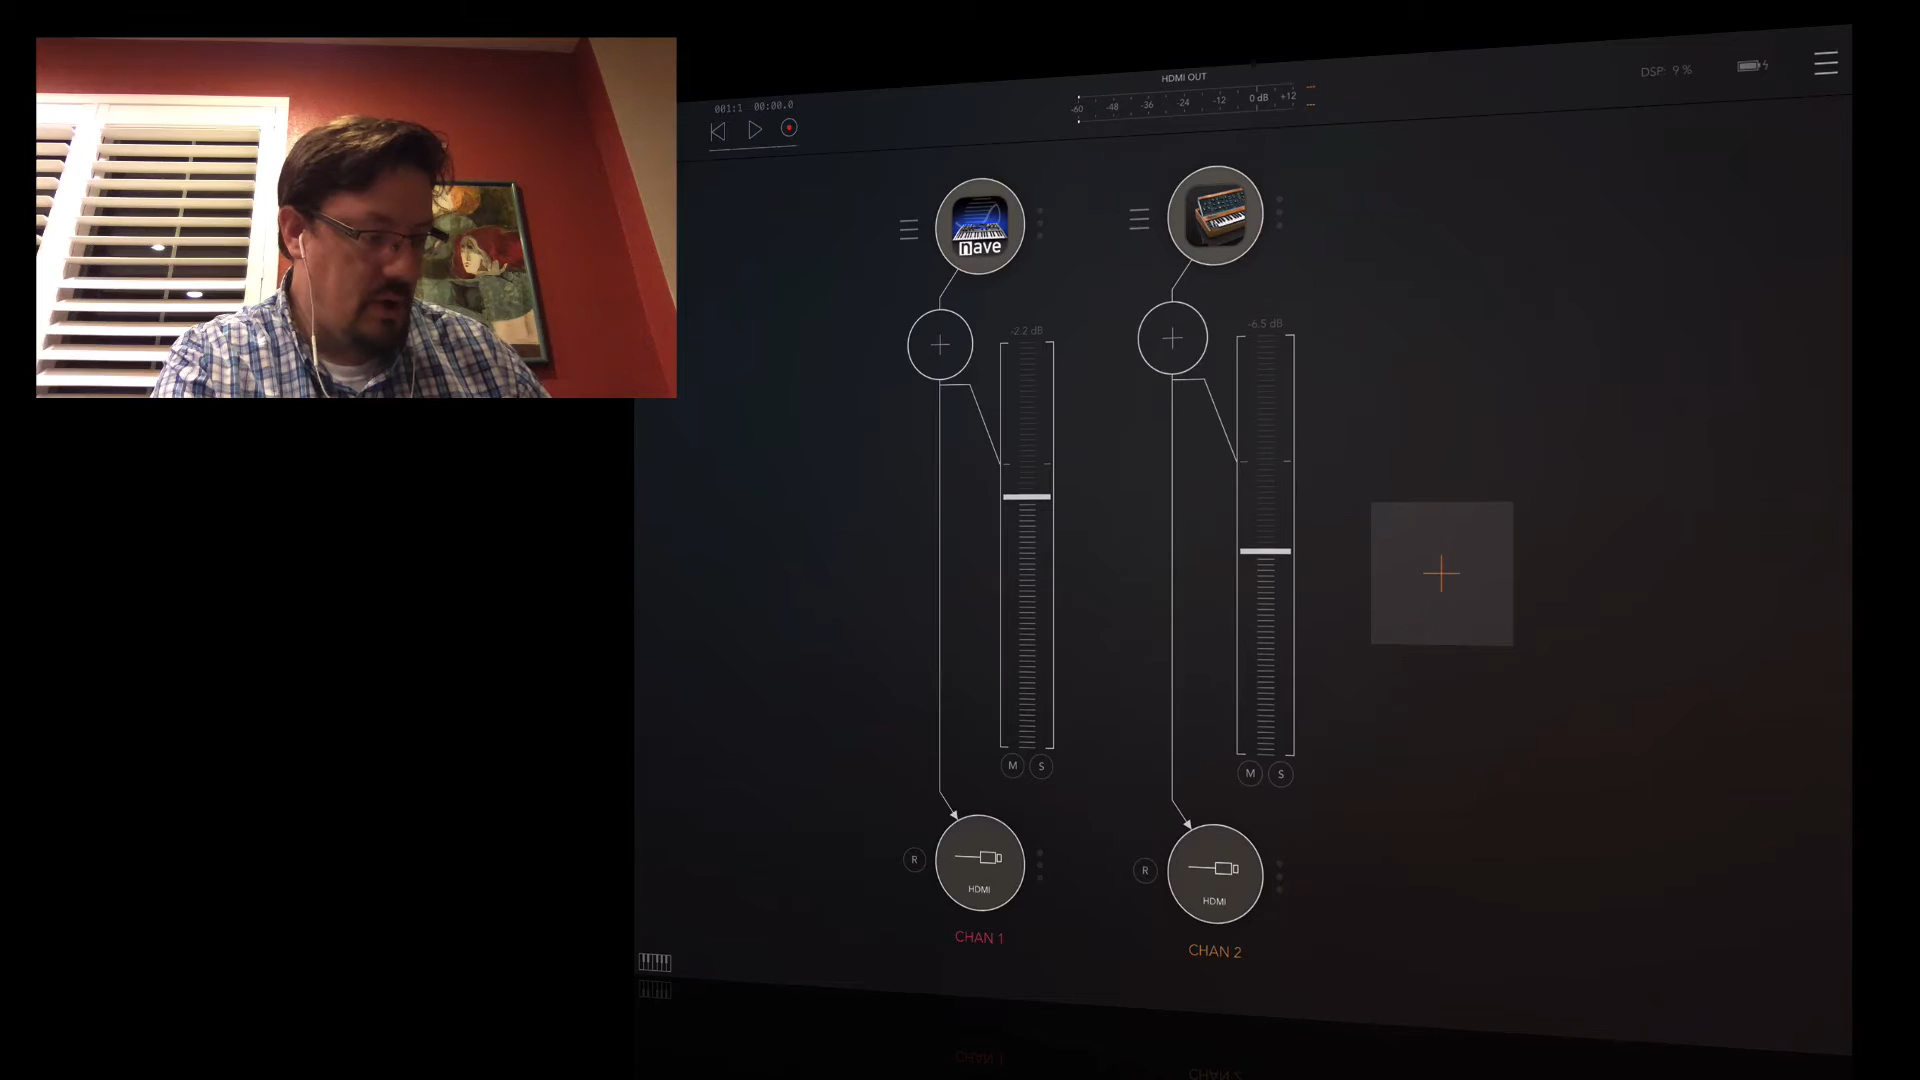 HDMI OUT
-60 -48 -36 -24 -12 0 dB +12
DSP: 9 %
001:1 00:00.0
nave
-2.2 dB
-6.5 dB
M S
M S
R
HDMI
R
HDMI
CHAN 1
CHAN 2